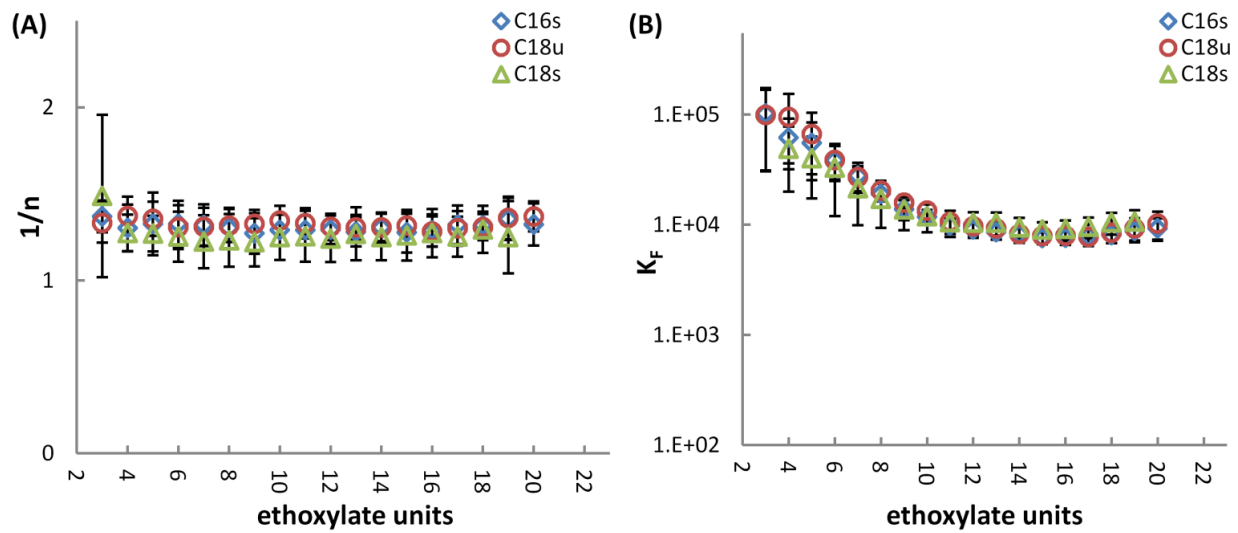 (A)
C16s
C18u
C18s
2
1
0
1/n
2 4 6 8 10 12 14 16 18 20 22
ethoxylate units
(B)
C16s
C18u
C18s
1.E+05
1.E+04
1.E+03
1.E+02
K_F
2 4 6 8 10 12 14 16 18 20 22
ethoxylate units